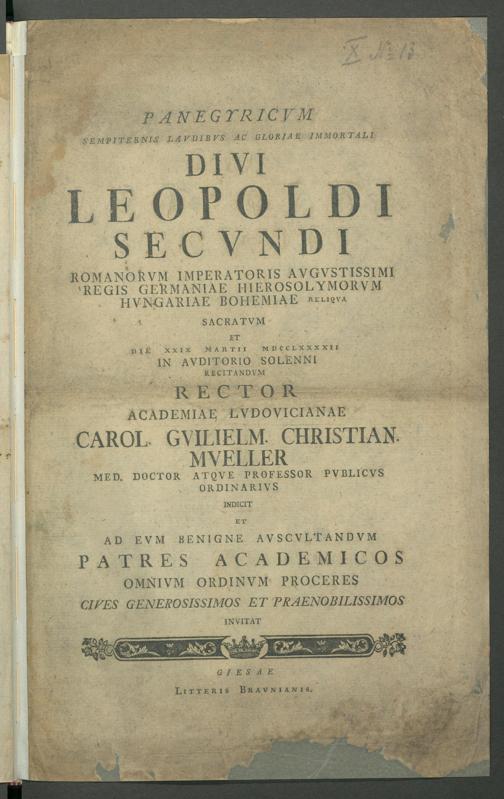 X No 13
PANEGYRICVM
SEMPITERNIS LAVDIBVS AC GLORIAE IMMORTALI
DIVI
LEOPOLDI
SECVNDI
ROMANORVM IMPERATORIS AVGVSTISSIMI
REGIS GERMANIAE HIEROSOLYMORVM
HVNGARIAE BOHEMIAE RELIQVA
SACRATVM
ET
DIE XXIX MARTII MDCCLXXXXII
IN AVDITORIO SOLENNI
RECITANDVM
RECTOR
ACADEMIAE LVDOVICIANAE
CAROL. GVILIELM. CHRISTIAN.
MVELLER
MED. DOCTOR ATQVE PROFESSOR PVBLICVS
ORDINARIVS
INDICIT
ET
AD EVM BENIGNE AVSCVLTANDVM
PATRES ACADEMICOS
OMNIVM ORDINVM PROCERES
CIVES GENEROSISSIMOS ET PRAENOBILISSIMOS
INVITAT
GIESAE
LITTERIS BRAVNIANIS.